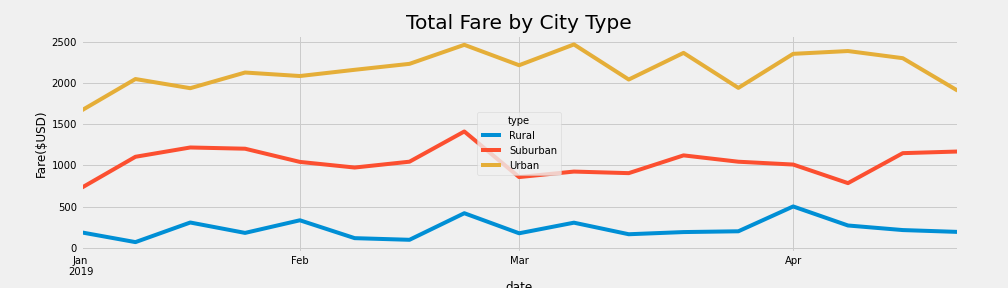 Total Fare by City Type
2500
2000
1500
1000
500
0
Fare($USD)
type
Rural
Suburban
Urban
Jan
2019
Feb
Mar
Apr
date